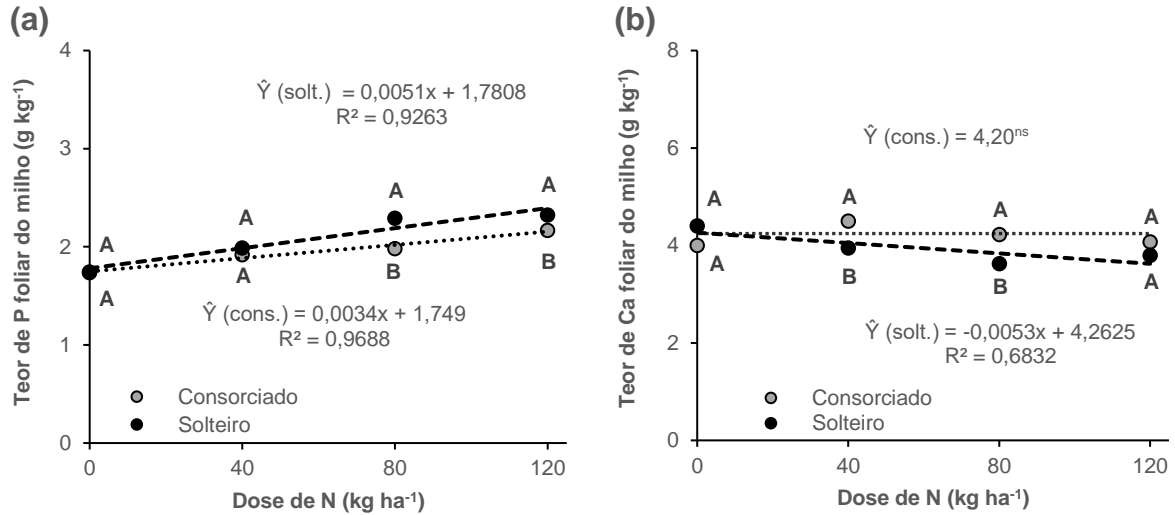 (a)
Teor de P foliar do milho (g kg⁻¹)
4
3
2
1
0
Ŷ (solt.) = 0,0051x + 1,7808
R² = 0,9263
A
A
A
A
A
A
B
B
Ŷ (cons.) = 0,0034x + 1,749
R² = 0,9688
Consorciado
Solteiro
0
40
80
120
Dose de N (kg ha⁻¹)
(b)
Teor de Ca foliar do milho (g kg⁻¹)
8
6
4
2
0
Ŷ (cons.) = 4,20ⁿˢ
A
A
A
A
A
B
B
A
Ŷ (solt.) = -0,0053x + 4,2625
R² = 0,6832
Consorciado
Solteiro
0
40
80
120
Dose de N (kg ha⁻¹)